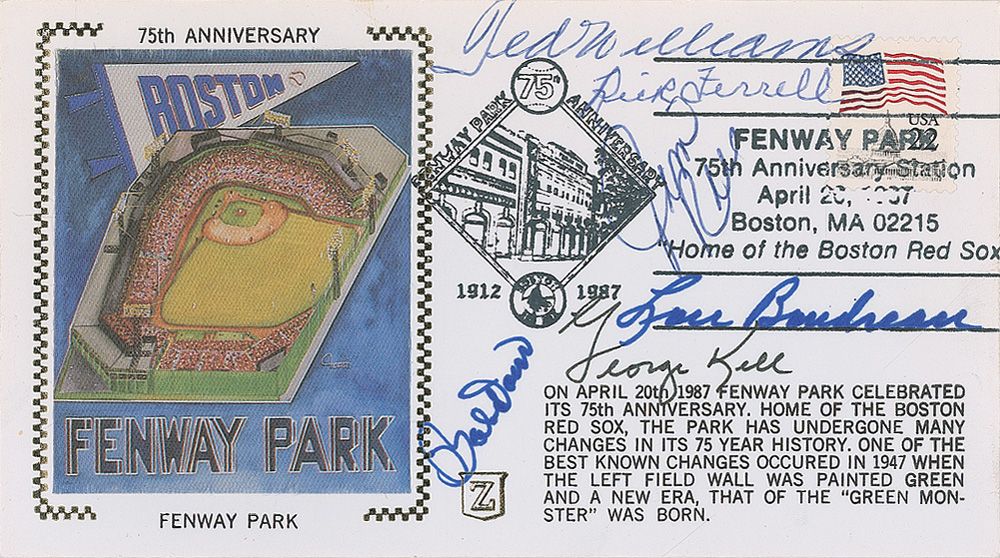 75th ANNIVERSARY
BOSTON
FENWAY PARK
FENWAY PARK
Ted Williams
Rick Ferrell
75th
FENWAY PARK ANNIVERSARY
1912 1987
BOSTON
USA
22
FENWAY PARK
75th Anniversary Station
April 20, 1987
Boston, MA 02215
"Home of the Boston Red Sox
Lou Boudreau
George Kell
Bobby Doerr
ON APRIL 20th, 1987 FENWAY PARK CELEBRATED
ITS 75th ANNIVERSARY. HOME OF THE BOSTON
RED SOX, THE PARK HAS UNDERGONE MANY
CHANGES IN ITS 75 YEAR HISTORY. ONE OF THE
BEST KNOWN CHANGES OCCURED IN 1947 WHEN
THE LEFT FIELD WALL WAS PAINTED GREEN
AND A NEW ERA, THAT OF THE "GREEN MON-
STER" WAS BORN.
Z